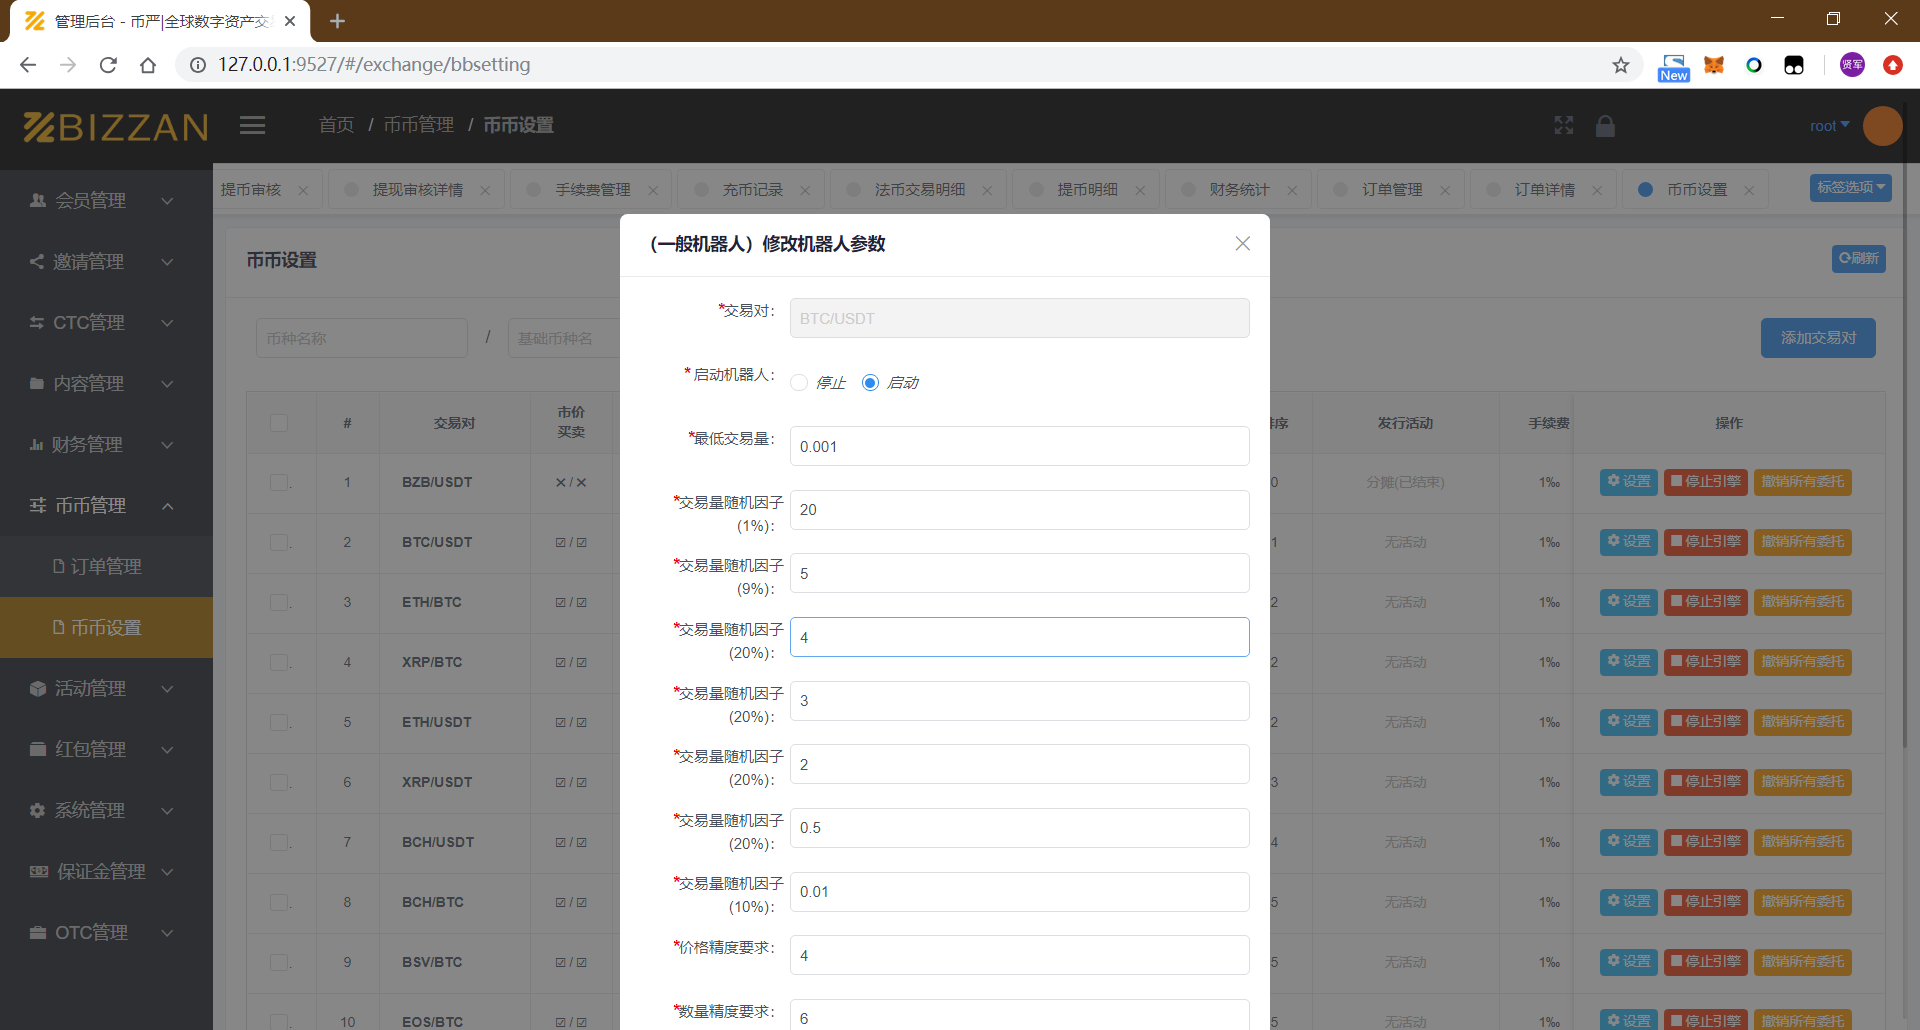 管理后台 - 币严|全球数字资产交
127.0.0.1:9527/#/exchange/bbsetting
New
贤军
BIZZAN
首页 / 币币管理 / 币币设置
root
提币审核
提现审核详情
手续费管理
充币记录
法币交易明细
提币明细
财务统计
订单管理
订单详情
币币设置
标签选项
会员管理
邀请管理
CTC管理
内容管理
财务管理
币币管理
订单管理
币币设置
活动管理
红包管理
系统管理
保证金管理
OTC管理
币币设置
刷新
币种名称
/
基础币种名
添加交易对
# 交易对 市价买卖 排序 发行活动 手续费 操作
1 BZB/USDT ✕ / ✕ 0 分摊(已结束) 1‰ 设置 停止引擎 撤销所有委托
2 BTC/USDT ☑ / ☑ 1 无活动 1‰ 设置 停止引擎 撤销所有委托
3 ETH/BTC ☑ / ☑ 2 无活动 1‰ 设置 停止引擎 撤销所有委托
4 XRP/BTC ☑ / ☑ 2 无活动 1‰ 设置 停止引擎 撤销所有委托
5 ETH/USDT ☑ / ☑ 2 无活动 1‰ 设置 停止引擎 撤销所有委托
6 XRP/USDT ☑ / ☑ 3 无活动 1‰ 设置 停止引擎 撤销所有委托
7 BCH/USDT ☑ / ☑ 4 无活动 1‰ 设置 停止引擎 撤销所有委托
8 BCH/BTC ☑ / ☑ 5 无活动 1‰ 设置 停止引擎 撤销所有委托
9 BSV/BTC ☑ / ☑ 5 无活动 1‰ 设置 停止引擎 撤销所有委托
10 EOS/BTC ☑ / ☑ 5 无活动 1‰ 设置 停止引擎 撤销所有委托
（一般机器人）修改机器人参数
*交易对： BTC/USDT
* 启动机器人： 停止 启动
*最低交易量： 0.001
*交易量随机因子
(1%)： 20
*交易量随机因子
(9%)： 5
*交易量随机因子
(20%)： 4
*交易量随机因子
(20%)： 3
*交易量随机因子
(20%)： 2
*交易量随机因子
(20%)： 0.5
*交易量随机因子
(10%)： 0.01
*价格精度要求： 4
*数量精度要求： 6